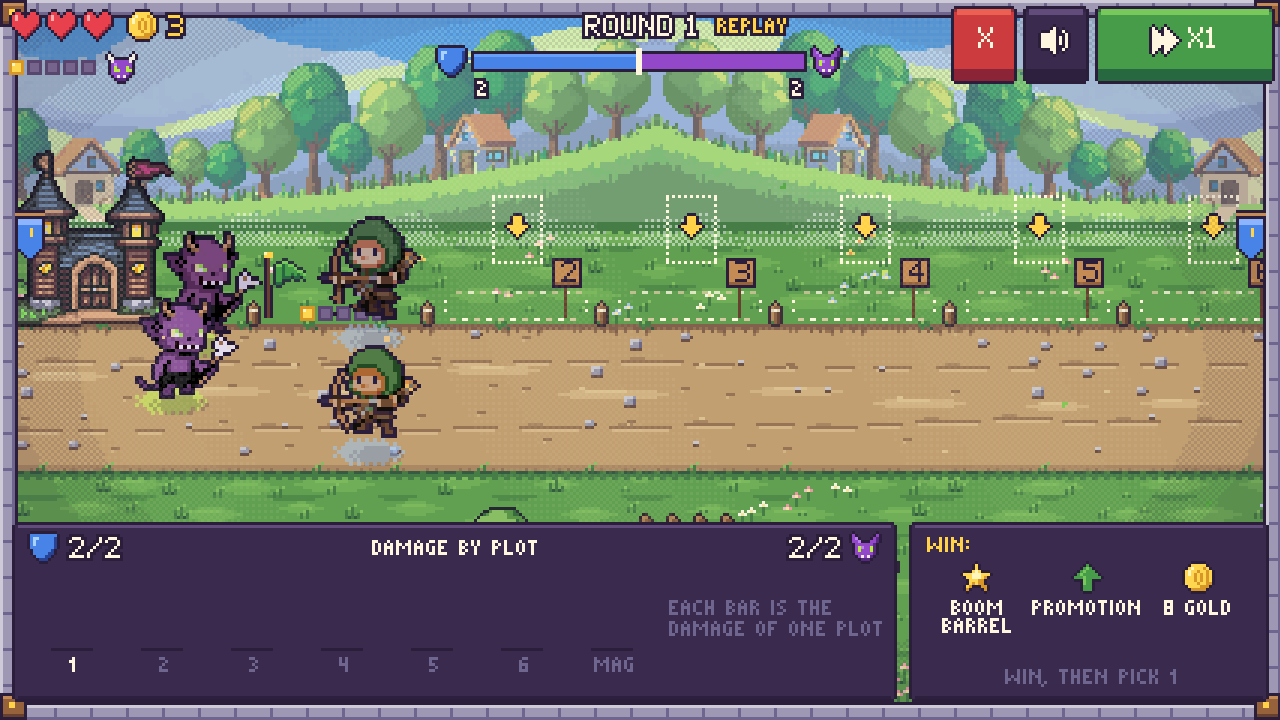 3
ROUND 1 REPLAY
X
X1
2
2
2
3
4
5
2/2
DAMAGE BY PLOT
2/2
EACH BAR IS THE
DAMAGE OF ONE PLOT
1 2 3 4 5 6 MAG
WIN:
BOOM
BARREL
PROMOTION
8 GOLD
WIN, THEN PICK 1